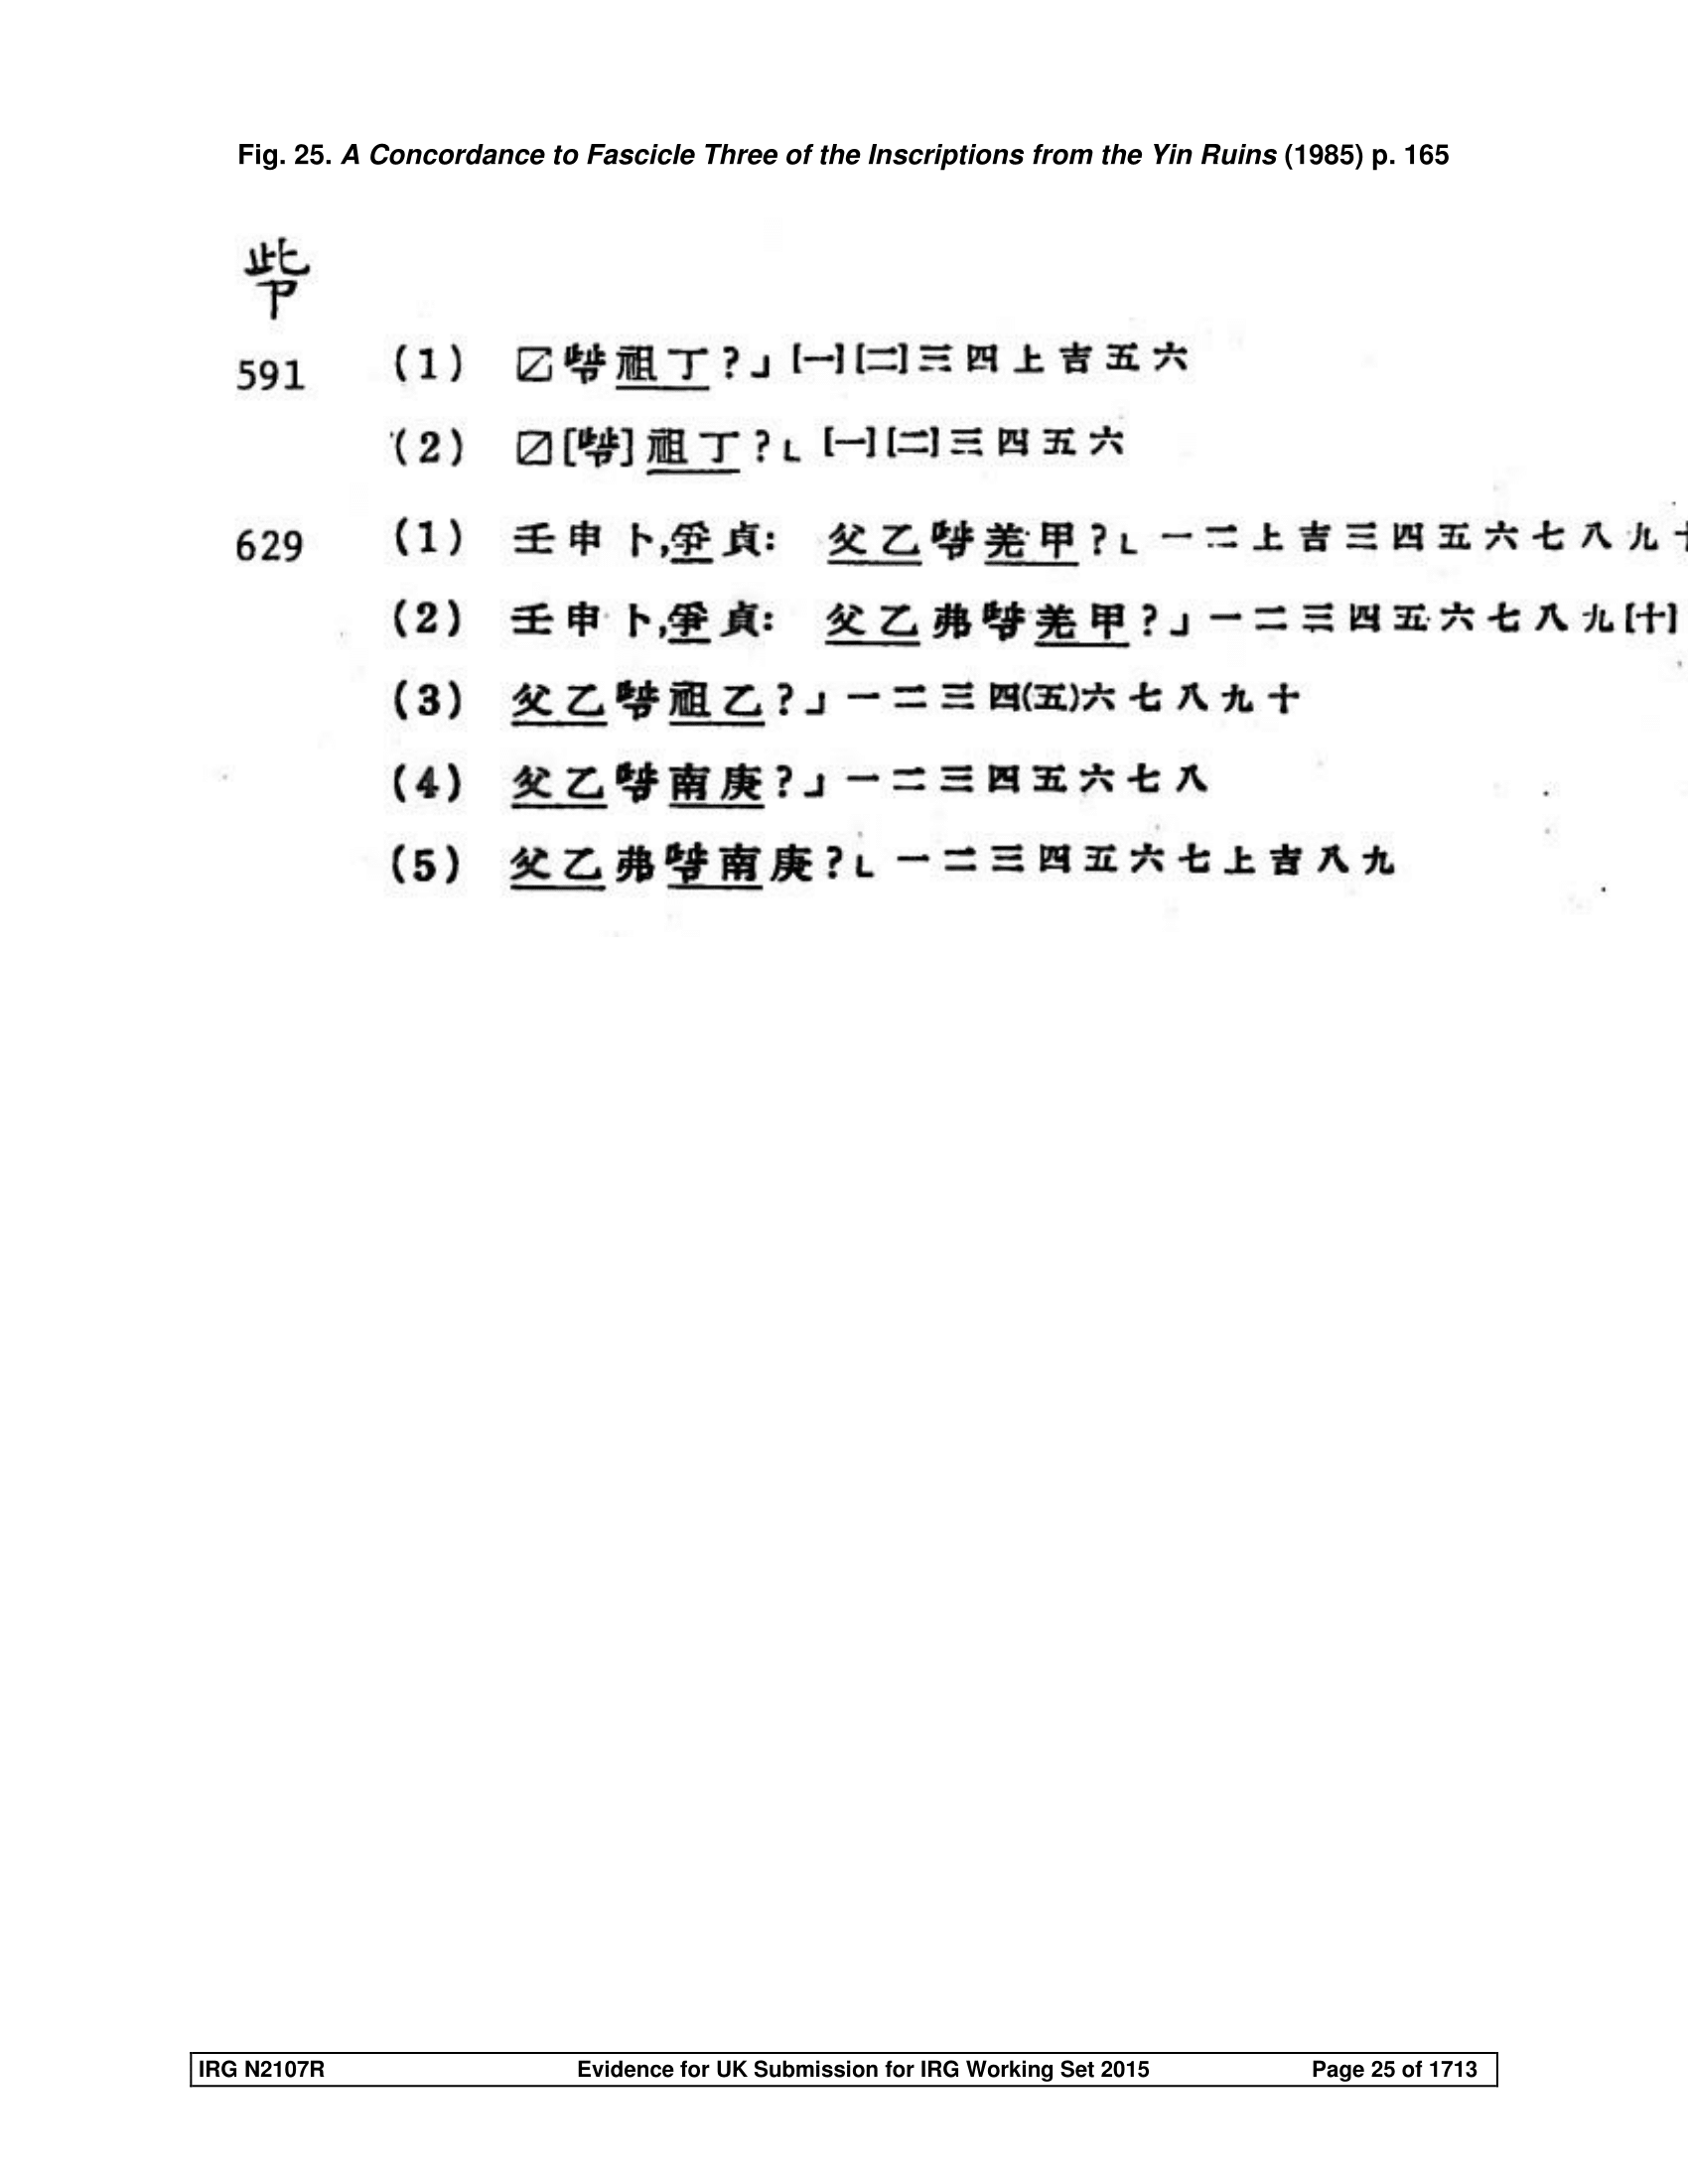 Fig. 25. A Concordance to Fascicle Three of the Inscriptions from the Yin Ruins (1985) p. 165
591 (1) 〼祖丁?」[一][二]三四上吉五六
(2) 〼[]祖丁?L [一][二]三四五六
629 (1) 壬申卜,爭貞: 父乙羌甲?L 一二上吉三四五六七八九十
(2) 壬申卜,爭貞: 父乙弗羌甲?」一二三四五六七八九[十]
(3) 父乙祖乙?」一二三四(五)六七八九十
(4) 父乙南庚?」一二三四五六七八
(5) 父乙弗南庚?L 一二三四五六七上吉八九
IRG N2107R Evidence for UK Submission for IRG Working Set 2015 Page 25 of 1713